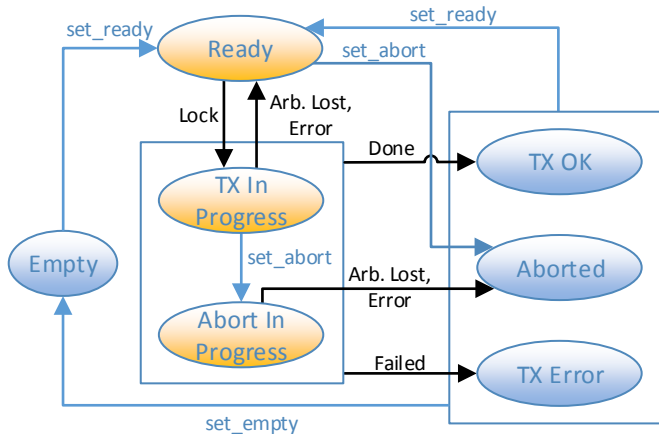 set_ready
set_ready
Ready
set_abort
Lock
Arb. Lost,
Error
Done
TX OK
TX In
Progress
Empty
set_abort
Arb. Lost,
Error
Aborted
Abort In
Progress
Failed
TX Error
set_empty